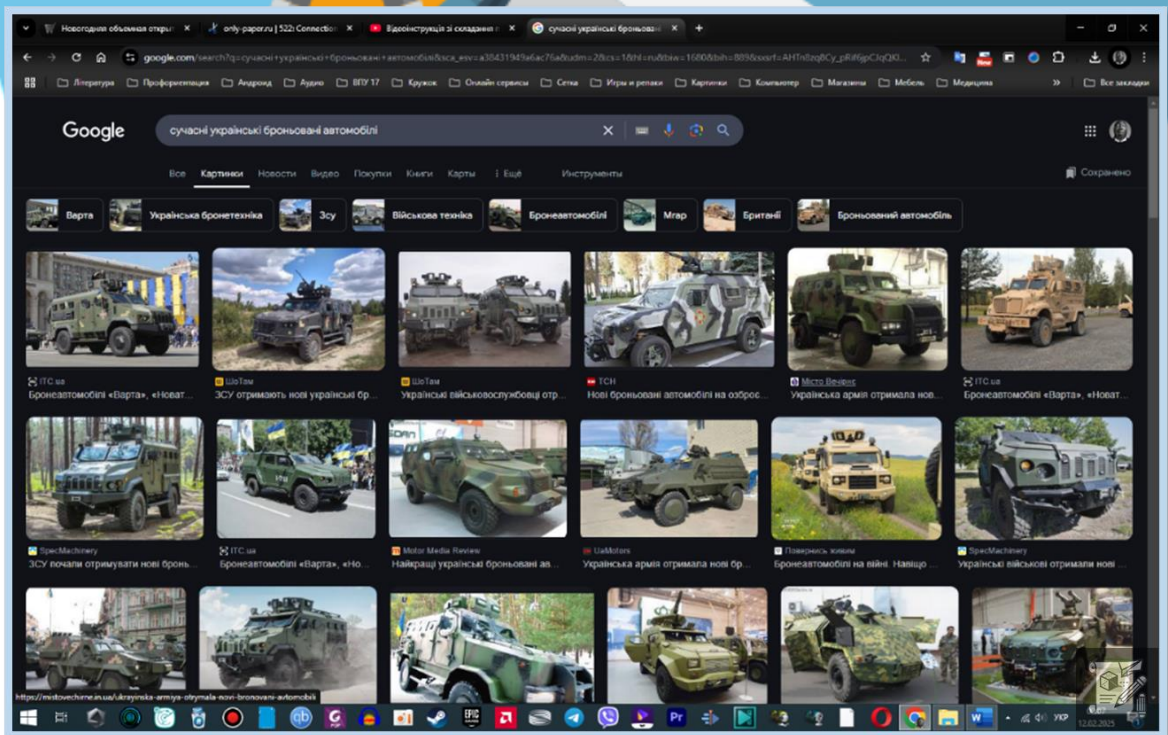 Новогодняя объемная открыт
only-paper.ru | 522: Connection
Відеоінструкція зі складання п
сучасні українські броньовані
google.com/search?q=сучасні+українські+броньовані+автомобілі
Література
Профориентация
Андроид
Аудио
ВПУ 17
Кружок
Онлайн сервисы
Сетка
Игры и репаки
Картинки
Компьютер
Магазины
Мебель
Медицина
Все закладки
Google
сучасні українські броньовані автомобілі
Все Картинки Новости Видео Покупки Книги Карты Ещё Инструменты
Сохранено
Варта
Українська бронетехніка
Зсу
Військова техніка
Бронеавтомобілі
Мrap
Британії
Броньований автомобіль
ITC.ua
Бронеавтомобілі «Варта», «Новат...
ШоТам
ЗСУ отримають нові українські бр...
ШоТам
Українські військовослужбовці отр...
ТСН
Нові броньовані автомобілі на озброє...
Місто Вечірнє
Українська армія отримала нов...
ITC.ua
Бронеавтомобілі «Варта», «Новат...
SpecMachinery
ЗСУ почали отримувати нові бронь...
ITC.ua
Бронеавтомобілі «Варта», «Но...
Motor Media Review
Найкращі українські броньовані ав...
UaMotors
Українська армія отримала нові бр...
Повернись живим
Бронеавтомобілі на війні. Навіщо ...
SpecMachinery
Українські військові отримали нові ...
https://mistovechirne.in.ua/ukrayinska-armiya-otrymala-novi-bronovani-avtomobili
УКР
12.02.2025